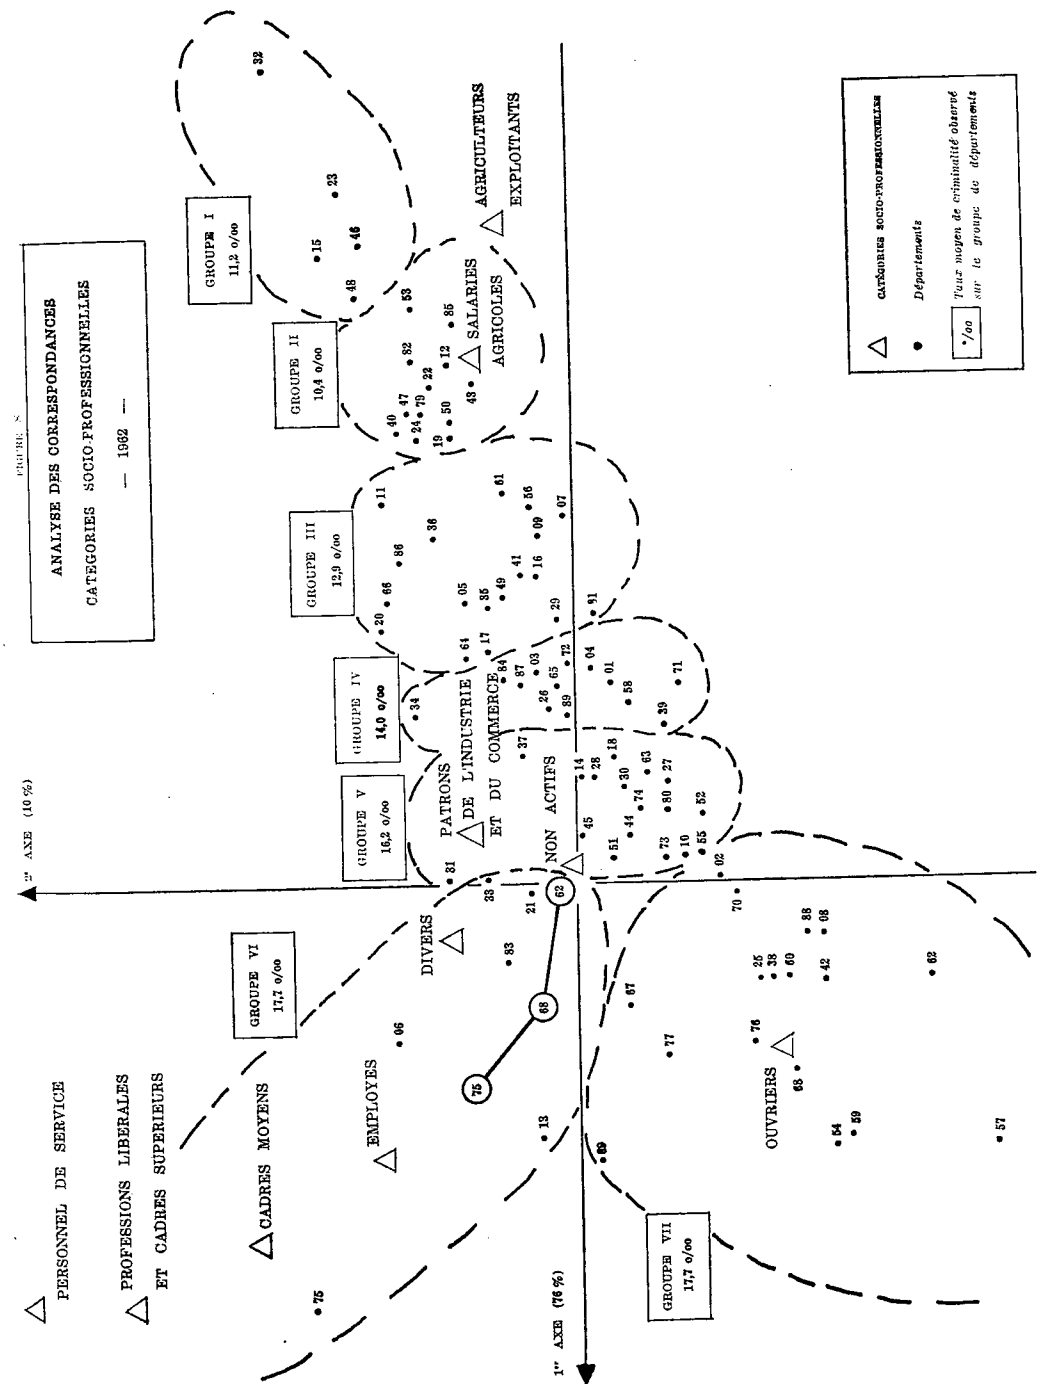 FIGURE 8
ANALYSE DES CORRESPONDANCES
CATEGORIES SOCIO-PROFESSIONNELLES
— 1962 —
2" AXE (10 %)
1" AXE (76 %)
PERSONNEL DE SERVICE
PROFESSIONS LIBERALES
ET CADRES SUPERIEURS
CADRES MOYENS
EMPLOYES
DIVERS
PATRONS
DE L'INDUSTRIE
ET DU COMMERCE
NON ACTIFS
OUVRIERS
SALARIES
AGRICOLES
AGRICULTEURS
EXPLOITANTS
GROUPE I
11,2 o/oo
GROUPE II
10,4 o/oo
GROUPE III
12,9 o/oo
GROUPE IV
14,0 o/oo
GROUPE V
16,2 o/oo
GROUPE VI
17,7 o/oo
GROUPE VII
17,7 o/oo
32
23
15
46
48
53
85
82
12
22
43
47
79
40
24
50
19
11
61
56
07
36
09
86
41
16
66
05
35
49
20
29
81
64
17
72
04
84
03
87
65
01
71
26
58
34
89
39
37
18
14
28
63
30
27
74
80
52
45
44
51
73
10
55
02
31
33
21
62
70
83
88
08
25
38
60
42
62
68
67
06
77
76
75
68
13
69
54
59
57
75
CATÉGORIES SOCIO-PROFESSIONNELLES
Départements
°/oo
Taux moyen de criminalité observé
sur le groupe de départements